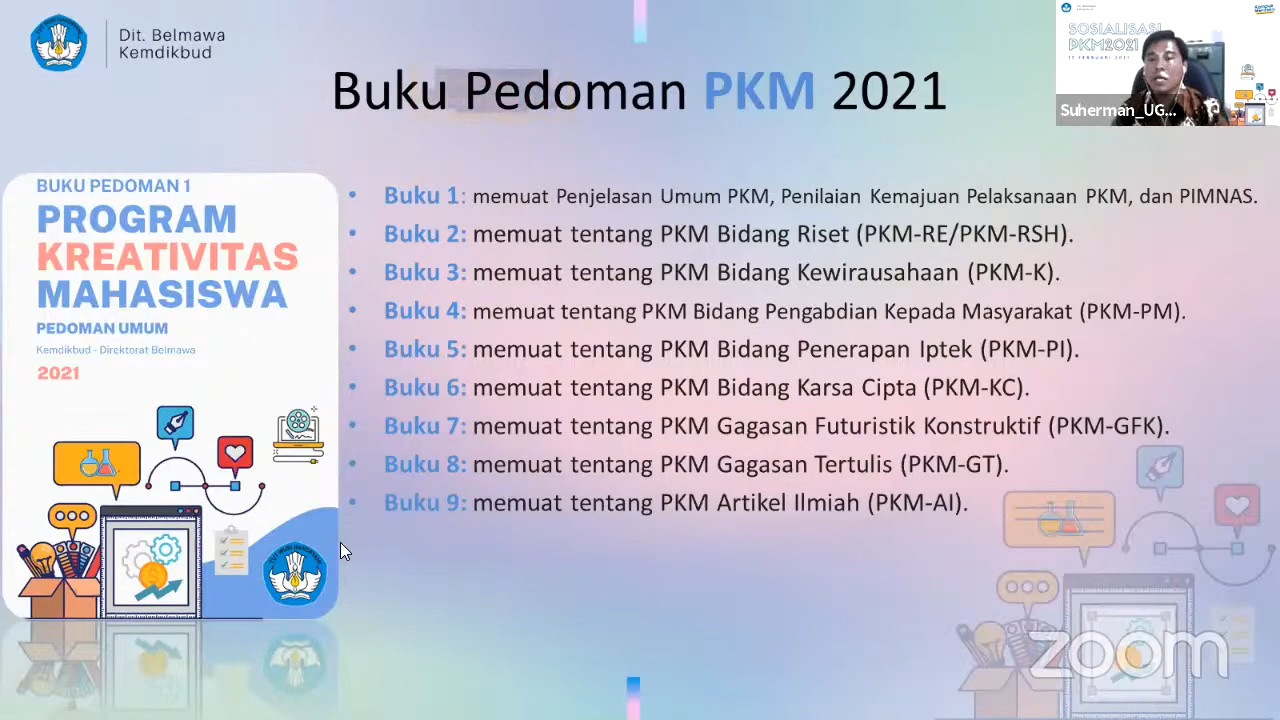 Dit. Belmawa
Kemdikbud
Buku Pedoman PKM 2021
SOSIALISASI
PKM2021
Suherman_UG...
BUKU PEDOMAN 1
PROGRAM
KREATIVITAS
MAHASISWA
PEDOMAN UMUM
Kemdikbud - Direktorat Belmawa
2021
• Buku 1: memuat Penjelasan Umum PKM, Penilaian Kemajuan Pelaksanaan PKM, dan PIMNAS.
• Buku 2: memuat tentang PKM Bidang Riset (PKM-RE/PKM-RSH).
• Buku 3: memuat tentang PKM Bidang Kewirausahaan (PKM-K).
• Buku 4: memuat tentang PKM Bidang Pengabdian Kepada Masyarakat (PKM-PM).
• Buku 5: memuat tentang PKM Bidang Penerapan Iptek (PKM-PI).
• Buku 6: memuat tentang PKM Bidang Karsa Cipta (PKM-KC).
• Buku 7: memuat tentang PKM Gagasan Futuristik Konstruktif (PKM-GFK).
• Buku 8: memuat tentang PKM Gagasan Tertulis (PKM-GT).
• Buku 9: memuat tentang PKM Artikel Ilmiah (PKM-AI).
zoom